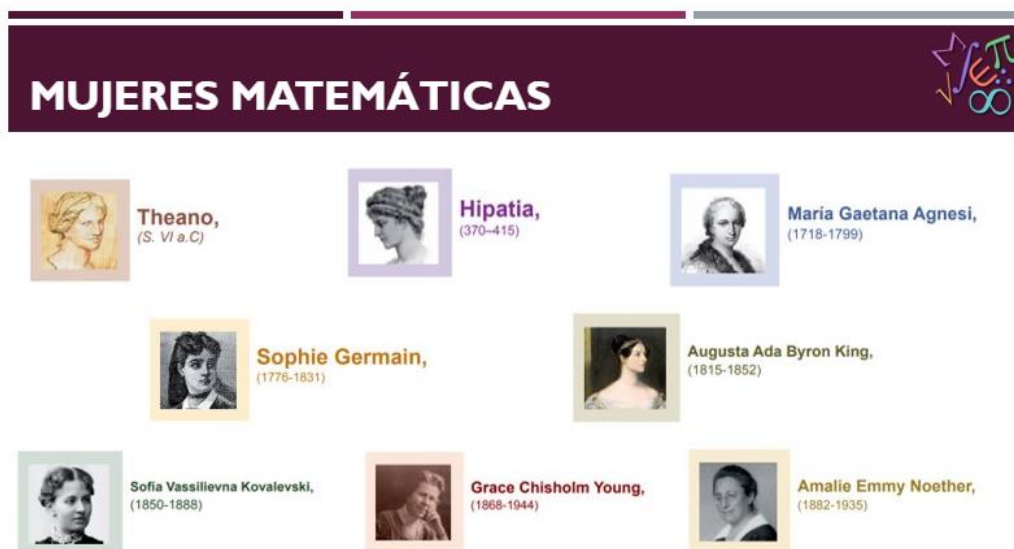 MUJERES MATEMÁTICAS
Theano,
(S. VI a.C)
Hipatia,
(370–415)
María Gaetana Agnesi,
(1718-1799)
Sophie Germain,
(1776-1831)
Augusta Ada Byron King,
(1815-1852)
Sofía Vassilievna Kovalevski,
(1850-1888)
Grace Chisholm Young,
(1868-1944)
Amalie Emmy Noether,
(1882-1935)